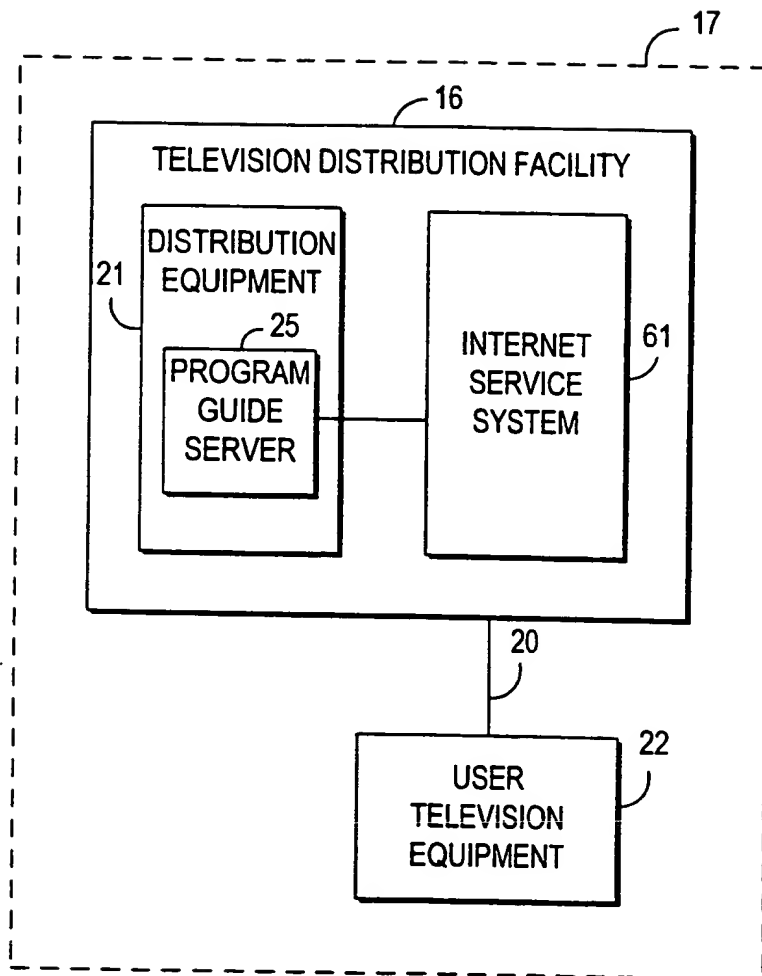 17
16
TELEVISION DISTRIBUTION FACILITY
DISTRIBUTION
EQUIPMENT
21
25
PROGRAM
GUIDE
SERVER
INTERNET
SERVICE
SYSTEM
61
20
22
USER
TELEVISION
EQUIPMENT